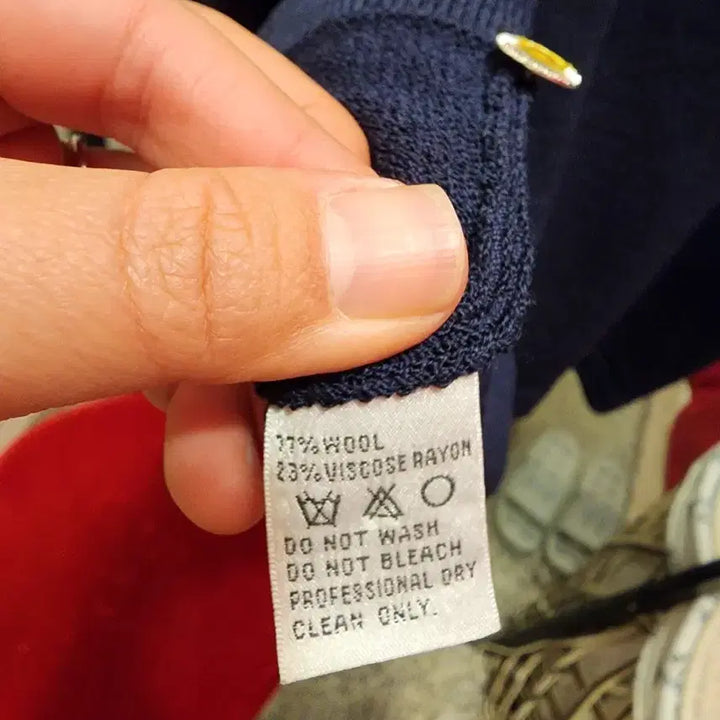 77% WOOL
23% VISCOSE RAYON
DO NOT WASH
DO NOT BLEACH
PROFESSIONAL DRY
CLEAN ONLY.